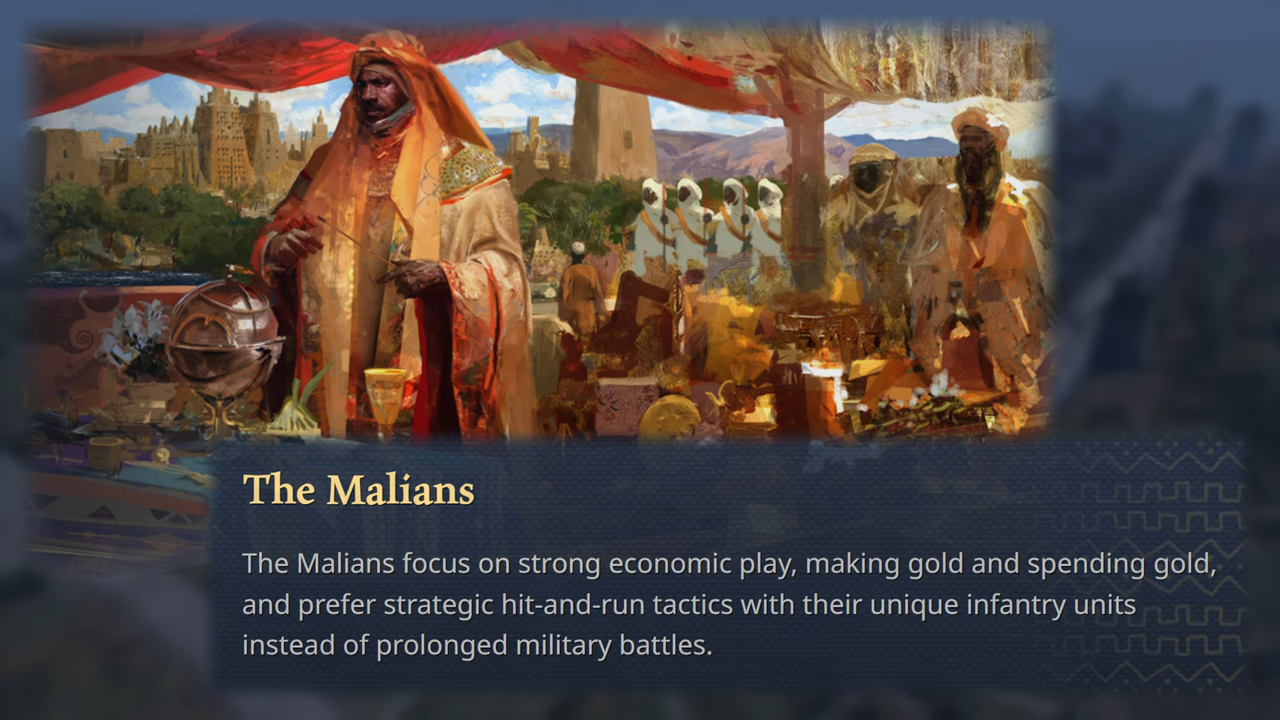 The Malians
The Malians focus on strong economic play, making gold and spending gold,
and prefer strategic hit-and-run tactics with their unique infantry units
instead of prolonged military battles.